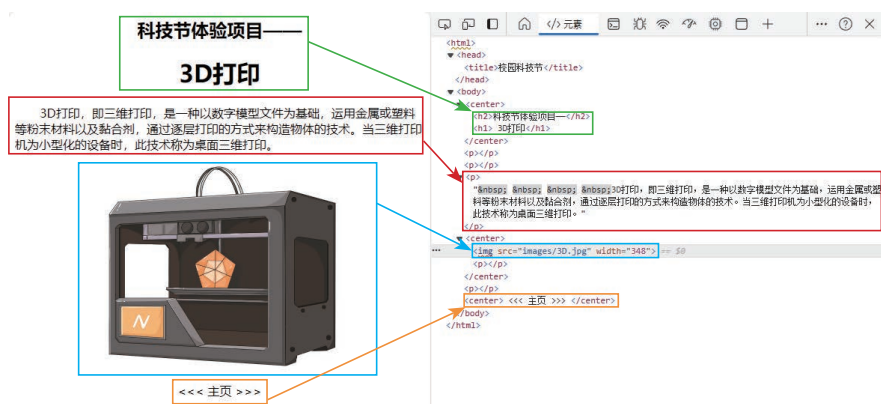 科技节体验项目——
3D打印
3D打印，即三维打印，是一种以数字模型文件为基础，运用金属或塑料
等粉末材料以及黏合剂，通过逐层打印的方式来构造物体的技术。当三维打印
机为小型化的设备时，此技术称为桌面三维打印。
N
<<< 主页 >>>
</> 元素
<html>
<head>
<title>校园科技节</title>
</head>
<body>
<center>
<h2>科技节体验项目——</h2>
<h1> 3D打印</h1>
</center>
<p></p>
<p></p>
<p>
"&nbsp; &nbsp; &nbsp; &nbsp;3D打印，即三维打印，是一种以数字模型文件为基础，运用金属或塑
料等粉末材料以及黏合剂，通过逐层打印的方式来构造物体的技术。当三维打印机为小型化的设备时，
此技术称为桌面三维打印。"
</p>
<center>
<img src="images/3D.jpg" width="348"> == $0
<p></p>
</center>
<p></p>
<center> <<< 主页 >>> </center>
</body>
</html>